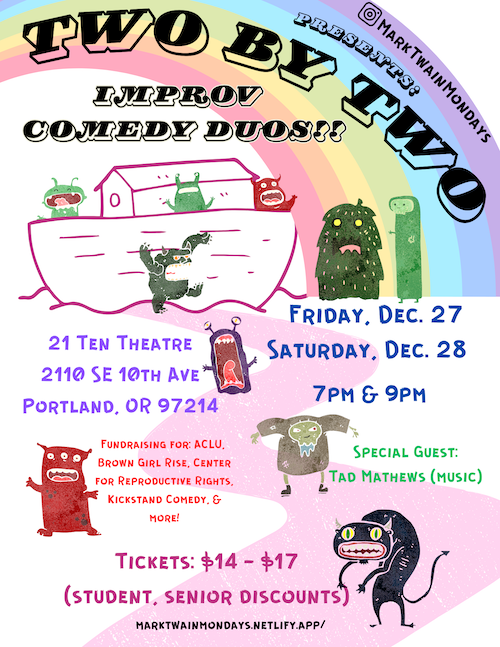 TWO BY TWO
PRESENTS:
MarkTwainMondays
IMPROV
COMEDY DUOS!!
Friday, Dec. 27
Saturday, Dec. 28
7pm & 9pm
21 Ten Theatre
2110 SE 10th Ave
Portland, OR 97214
Fundraising for: ACLU,
Brown Girl Rise, Center
for Reproductive Rights,
Kickstand Comedy, &
more!
Special Guest:
Tad Mathews (music)
Tickets: $14 - $17
(student, senior discounts)
marktwainmondays.netlify.app/